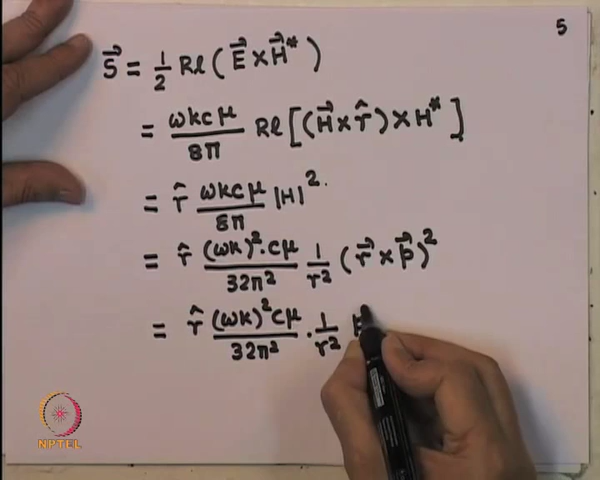 5
S⃗ = 1/2 Rl (E⃗ × H⃗*)
= ωkcμ/8π Rl [(H⃗ × r̂) × H*]
= r̂ ωkcμ/8π |H|².
= r̂ (ωk)²·cμ/32π² 1/r² (r⃗ × p⃗)²
= r̂ (ωk)²cμ/32π² · 1/r²
NPTEL